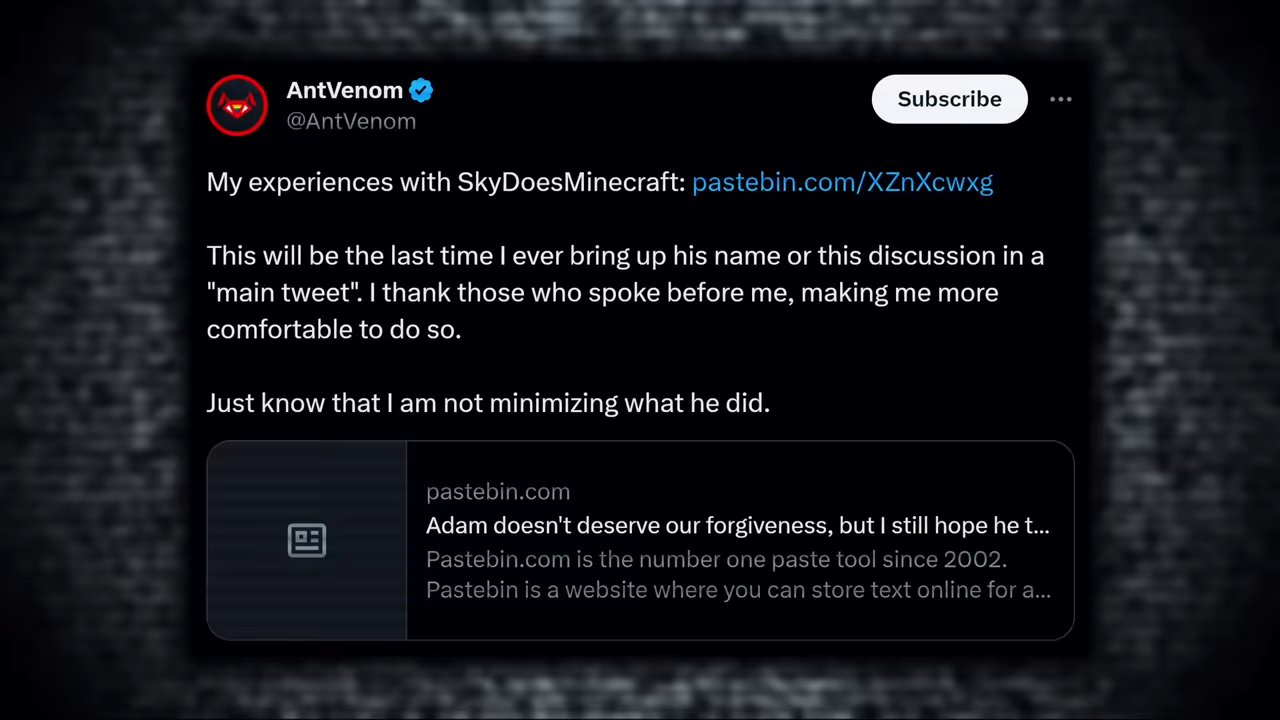 AntVenom
@AntVenom
Subscribe
My experiences with SkyDoesMinecraft: pastebin.com/XZnXcwxg
This will be the last time I ever bring up his name or this discussion in a
"main tweet". I thank those who spoke before me, making me more
comfortable to do so.
Just know that I am not minimizing what he did.
pastebin.com
Adam doesn't deserve our forgiveness, but I still hope he t...
Pastebin.com is the number one paste tool since 2002.
Pastebin is a website where you can store text online for a...